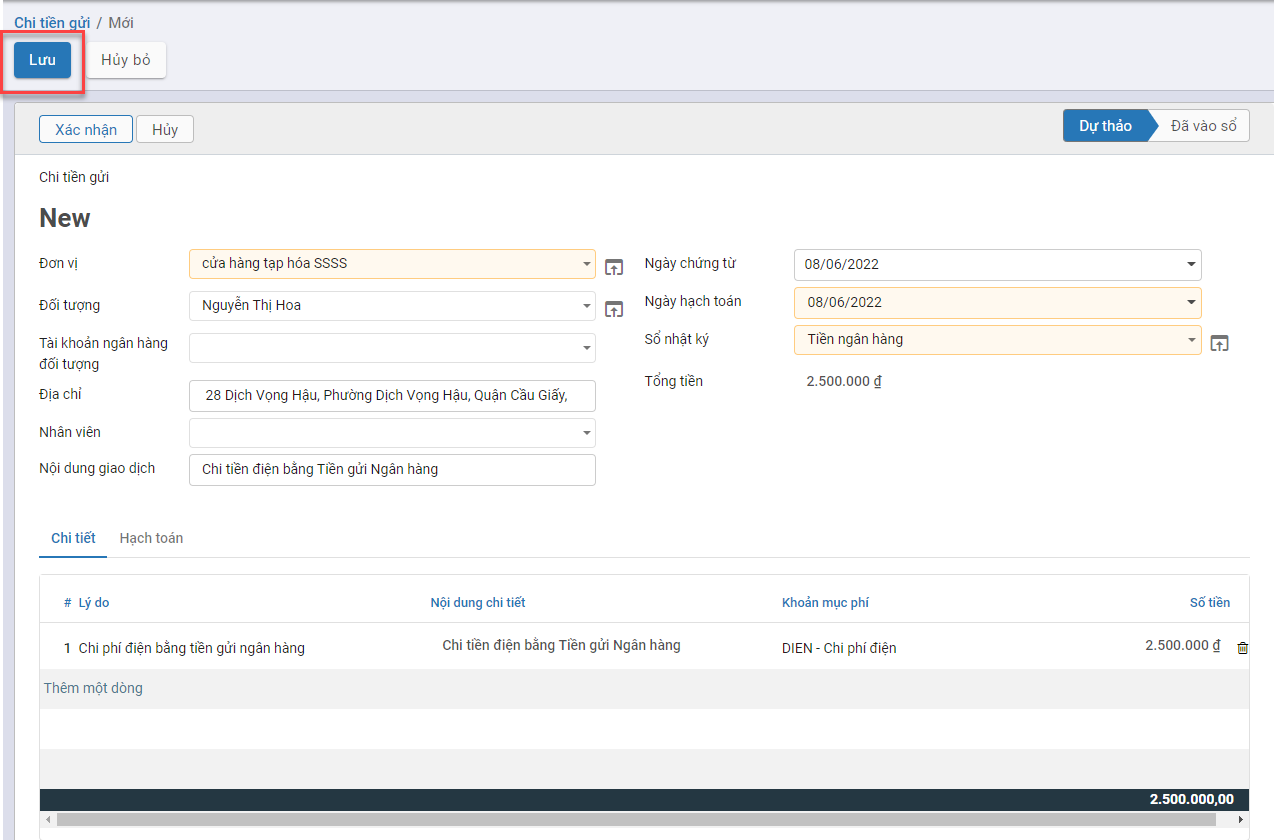 Chi tiền gửi / Mới
Lưu Hủy bỏ
Xác nhận Hủy Dự thảo Đã vào sổ
Chi tiền gửi
New
Đơn vị cửa hàng tạp hóa SSSS Ngày chứng từ 08/06/2022
Đối tượng Nguyễn Thị Hoa Ngày hạch toán 08/06/2022
Tài khoản ngân hàng đối tượng Sổ nhật ký Tiền ngân hàng
Địa chỉ 28 Dịch Vọng Hậu, Phường Dịch Vọng Hậu, Quận Cầu Giấy, Tổng tiền 2.500.000 ₫
Nhân viên
Nội dung giao dịch Chi tiền điện bằng Tiền gửi Ngân hàng
Chi tiết Hạch toán
# Lý do Nội dung chi tiết Khoản mục phí Số tiền
1 Chi phí điện bằng tiền gửi ngân hàng Chi tiền điện bằng Tiền gửi Ngân hàng DIEN - Chi phí điện 2.500.000 ₫
Thêm một dòng
2.500.000,00